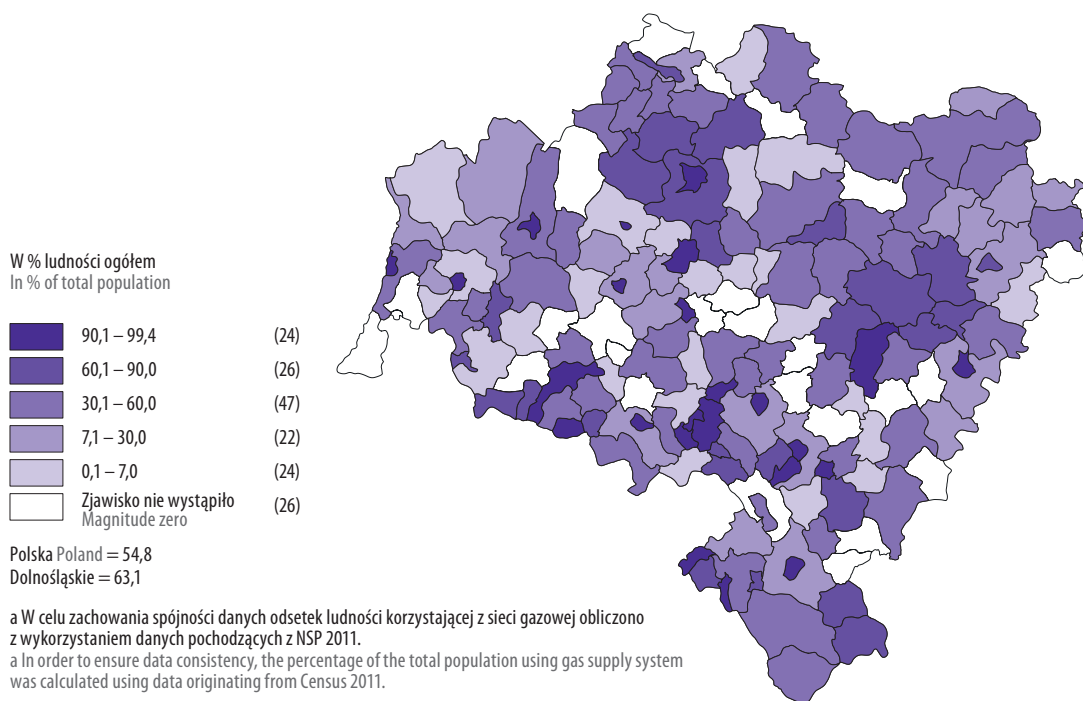 W % ludności ogółem
In % of total population
90,1 – 99,4 (24)
60,1 – 90,0 (26)
30,1 – 60,0 (47)
7,1 – 30,0 (22)
0,1 – 7,0 (24)
Zjawisko nie wystąpiło (26)
Magnitude zero
Polska Poland = 54,8
Dolnośląskie = 63,1
a W celu zachowania spójności danych odsetek ludności korzystającej z sieci gazowej obliczono
z wykorzystaniem danych pochodzących z NSP 2011.
a In order to ensure data consistency, the percentage of the total population using gas supply system
was calculated using data originating from Census 2011.